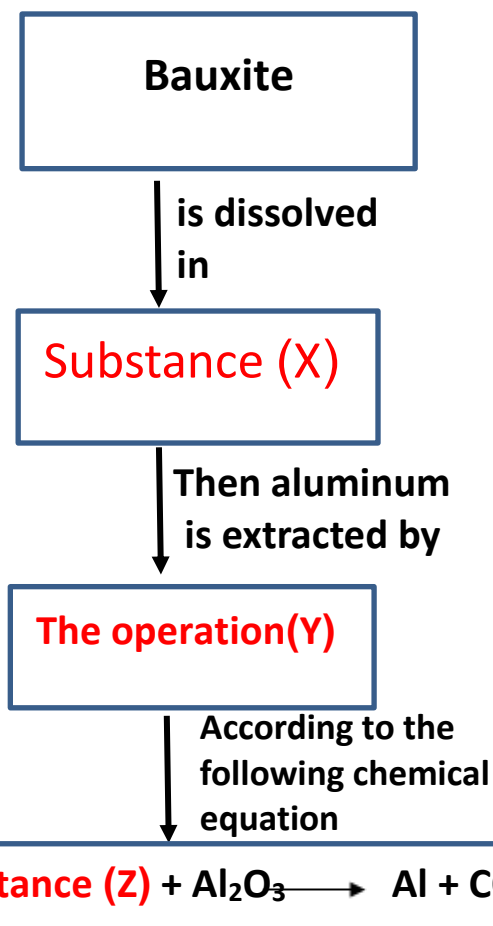 Bauxite
is dissolved
in
Substance (X)
Then aluminum
is extracted by
The operation(Y)
According to the
following chemical
equation
tance (Z) + Al₂O₃ → Al + C